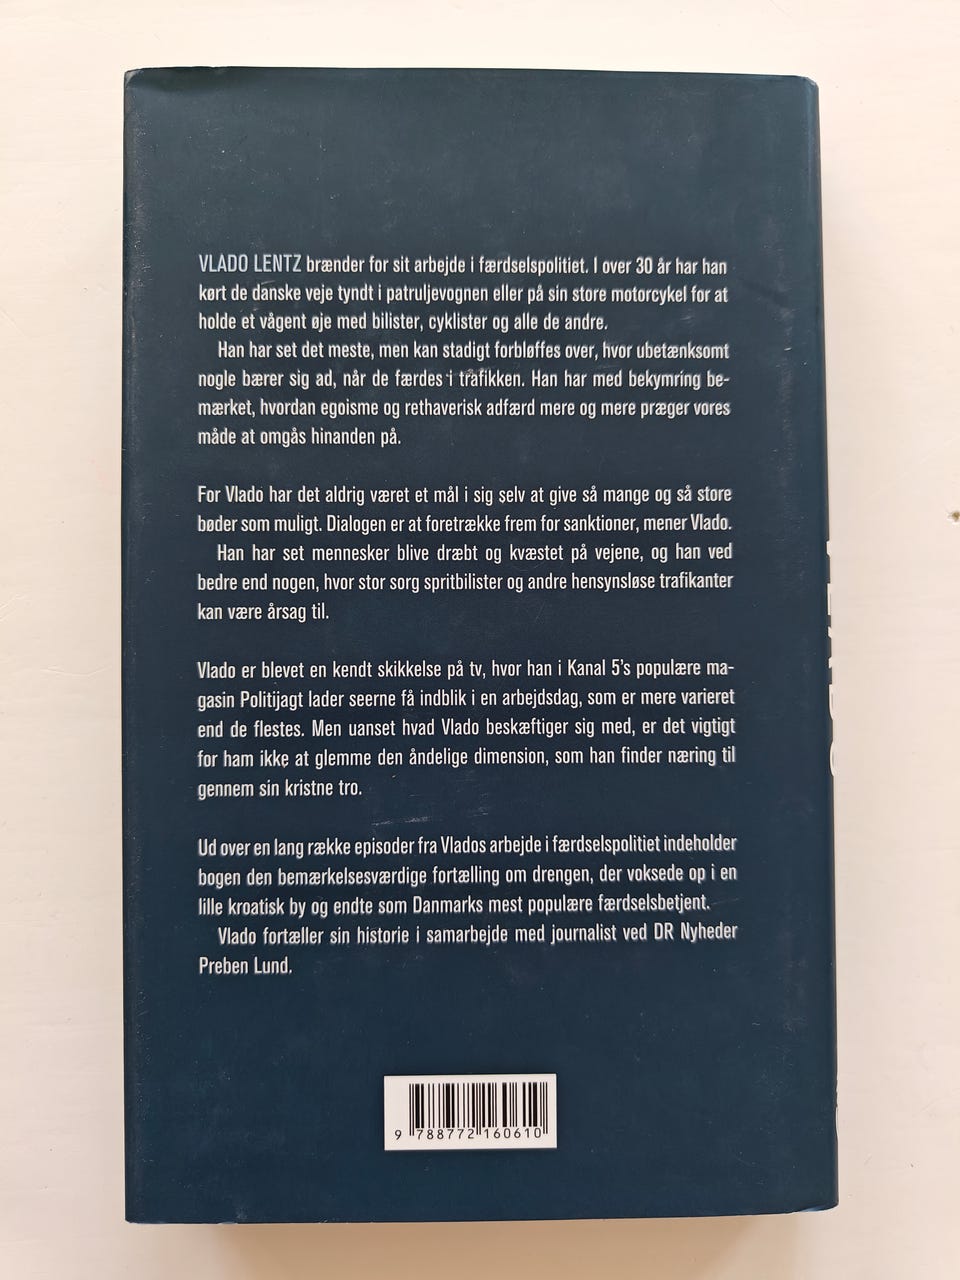 VLADO LENTZ brænder for sit arbejde i færdselspolitiet. I over 30 år har han
kørt de danske veje tyndt i patruljevognen eller på sin store motorcykel for at
holde et vågent øje med bilister, cyklister og alle de andre.
Han har set det meste, men kan stadigt forbløffes over, hvor ubetænksomt
nogle bærer sig ad, når de færdes i trafikken. Han har med bekymring be-
mærket, hvordan egoisme og rethaverisk adfærd mere og mere præger vores
måde at omgås hinanden på.
For Vlado har det aldrig været et mål i sig selv at give så mange og så store
bøder som muligt. Dialogen er at foretrække frem for sanktioner, mener Vlado.
Han har set mennesker blive dræbt og kvæstet på vejene, og han ved
bedre end nogen, hvor stor sorg spritbilister og andre hensynsløse trafikanter
kan være årsag til.
Vlado er blevet en kendt skikkelse på tv, hvor han i Kanal 5's populære ma-
gasin Politijagt lader seerne få indblik i en arbejdsdag, som er mere varieret
end de flestes. Men uanset hvad Vlado beskæftiger sig med, er det vigtigt
for ham ikke at glemme den åndelige dimension, som han finder næring til
gennem sin kristne tro.
Ud over en lang række episoder fra Vlados arbejde i færdselspolitiet indeholder
bogen den bemærkelsesværdige fortælling om drengen, der voksede op i en
lille kroatisk by og endte som Danmarks mest populære færdselsbetjent.
Vlado fortæller sin historie i samarbejde med journalist ved DR Nyheder
Preben Lund.
9 788772 160610